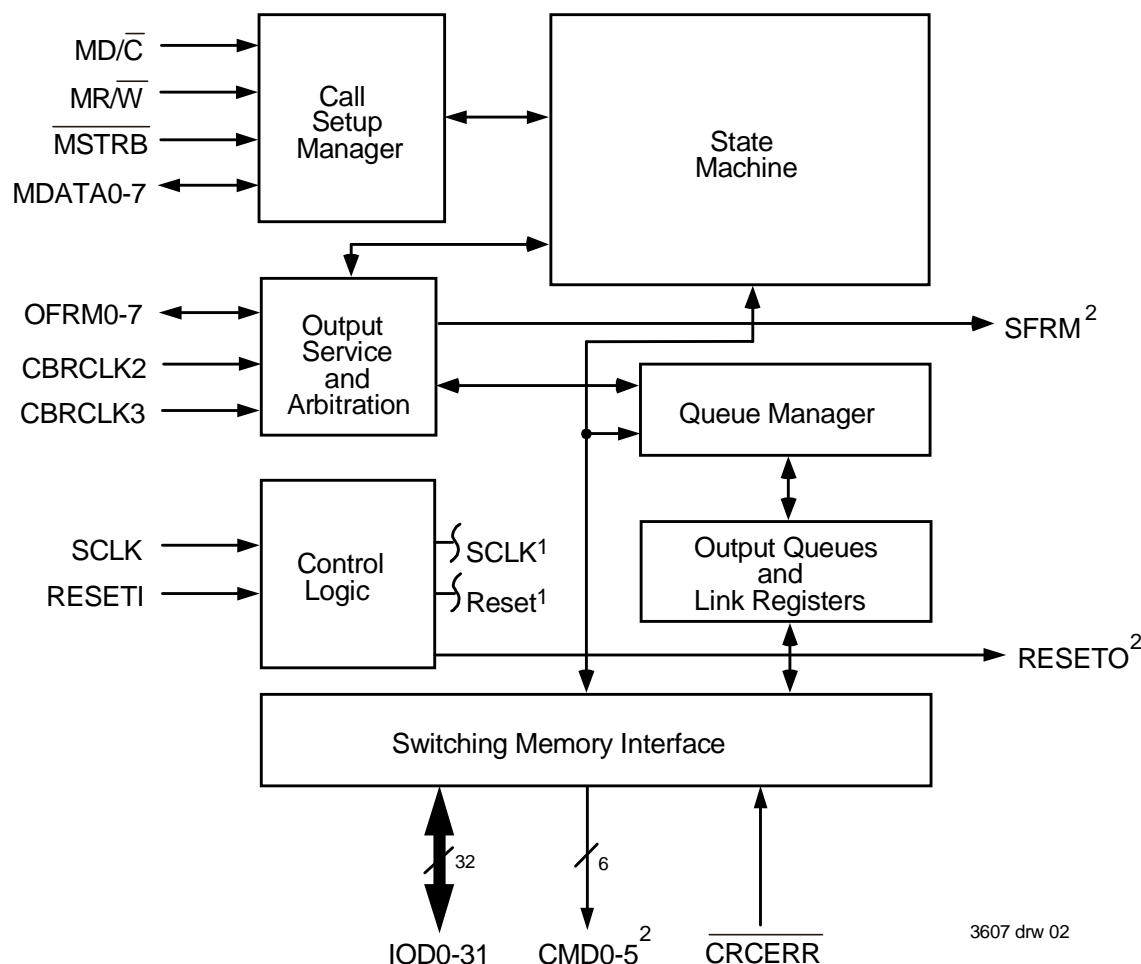 MD/C̅
MR/W̅
M̅S̅T̅R̅B̅
MDATA0-7
Call
Setup
Manager
State
Machine
OFRM0-7
CBRCLK2
CBRCLK3
Output
Service
and
Arbitration
SFRM²
Queue Manager
SCLK
RESETI
Control
Logic
SCLK¹
Reset¹
Output Queues
and
Link Registers
RESETO²
Switching Memory Interface
32
6
IOD0-31
CMD0-5²
C̅R̅C̅E̅R̅R̅
3607 drw 02